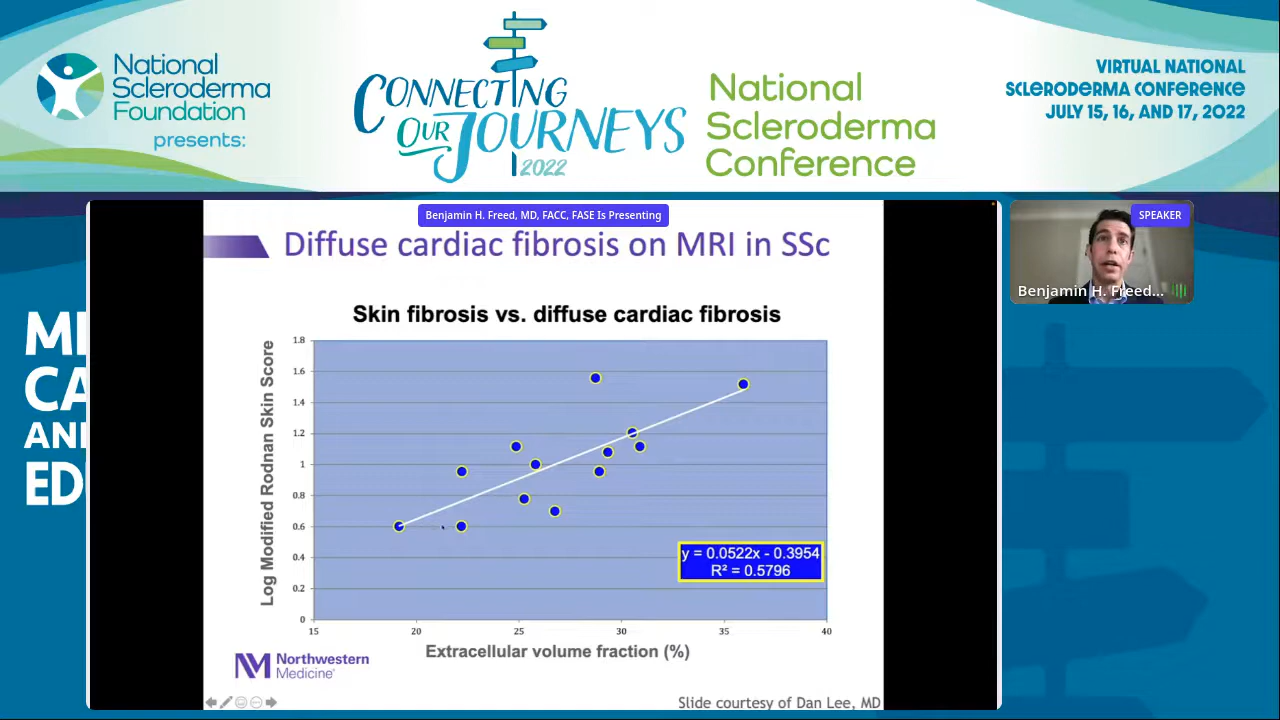 National
Scleroderma
Foundation
presents:
CONNECTING
OUR JOURNEYS
2022
National
Scleroderma
Conference
VIRTUAL NATIONAL
SCLERODERMA CONFERENCE
JULY 15, 16, AND 17, 2022
Benjamin H. Freed, MD, FACC, FASE Is Presenting
SPEAKER
Benjamin H. Freed...
Diffuse cardiac fibrosis on MRI in SSc
Skin fibrosis vs. diffuse cardiac fibrosis
Log Modified Rodnan Skin Score
1.8
1.6
1.4
1.2
1
0.8
0.6
0.4
0.2
0
y = 0.0522x - 0.3954
R² = 0.5796
15 20 25 30 35 40
Extracellular volume fraction (%)
Northwestern
Medicine®
Slide courtesy of Dan Lee, MD